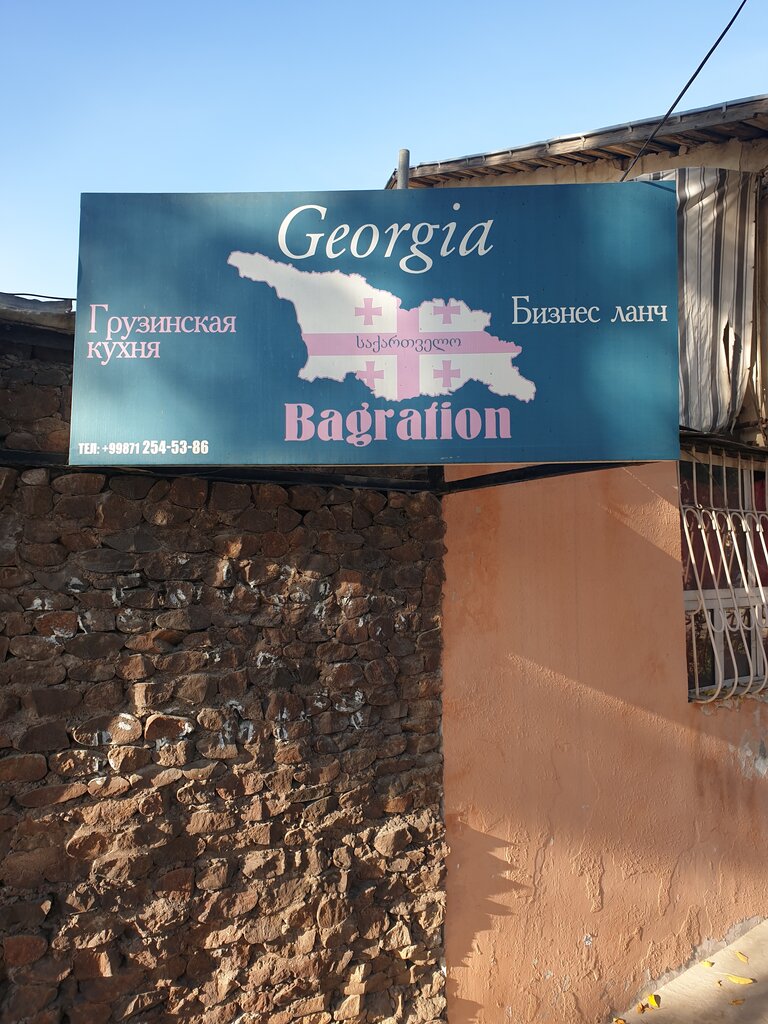 Georgia
Грузинская
кухня
საქართველო
Бизнес ланч
Bagration
ТЕЛ: +99871 254-53-86